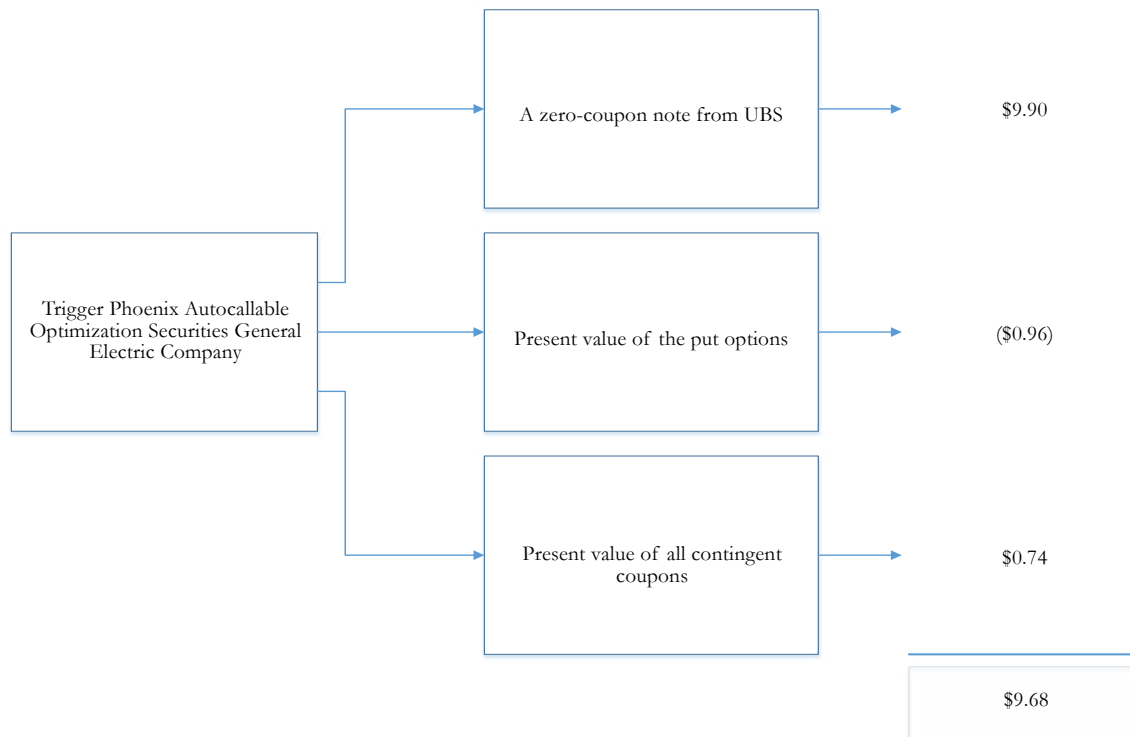 A zero-coupon note from UBS
$9.90
Trigger Phoenix Autocallable
Optimization Securities General
Electric Company
Present value of the put options
($0.96)
Present value of all contingent
coupons
$0.74
$9.68